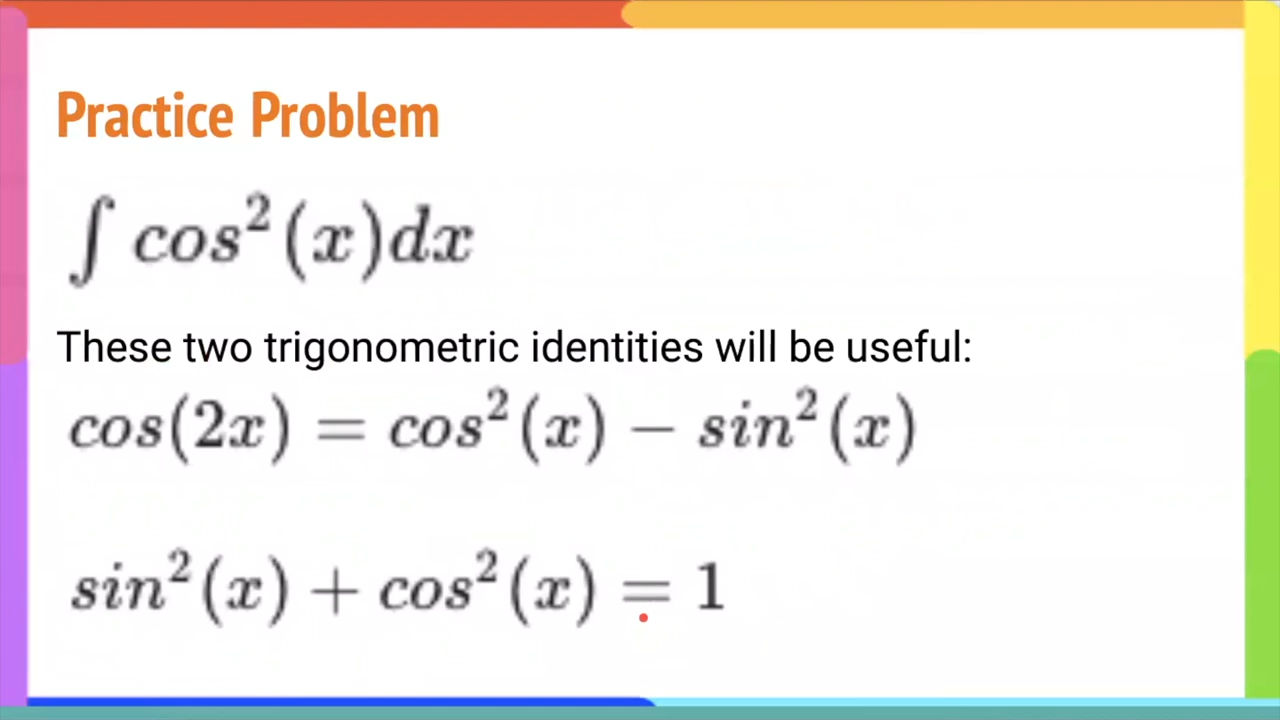 Practice Problem
∫ cos²(x)dx
These two trigonometric identities will be useful:
cos(2x) = cos²(x) − sin²(x)
sin²(x) + cos²(x) = 1